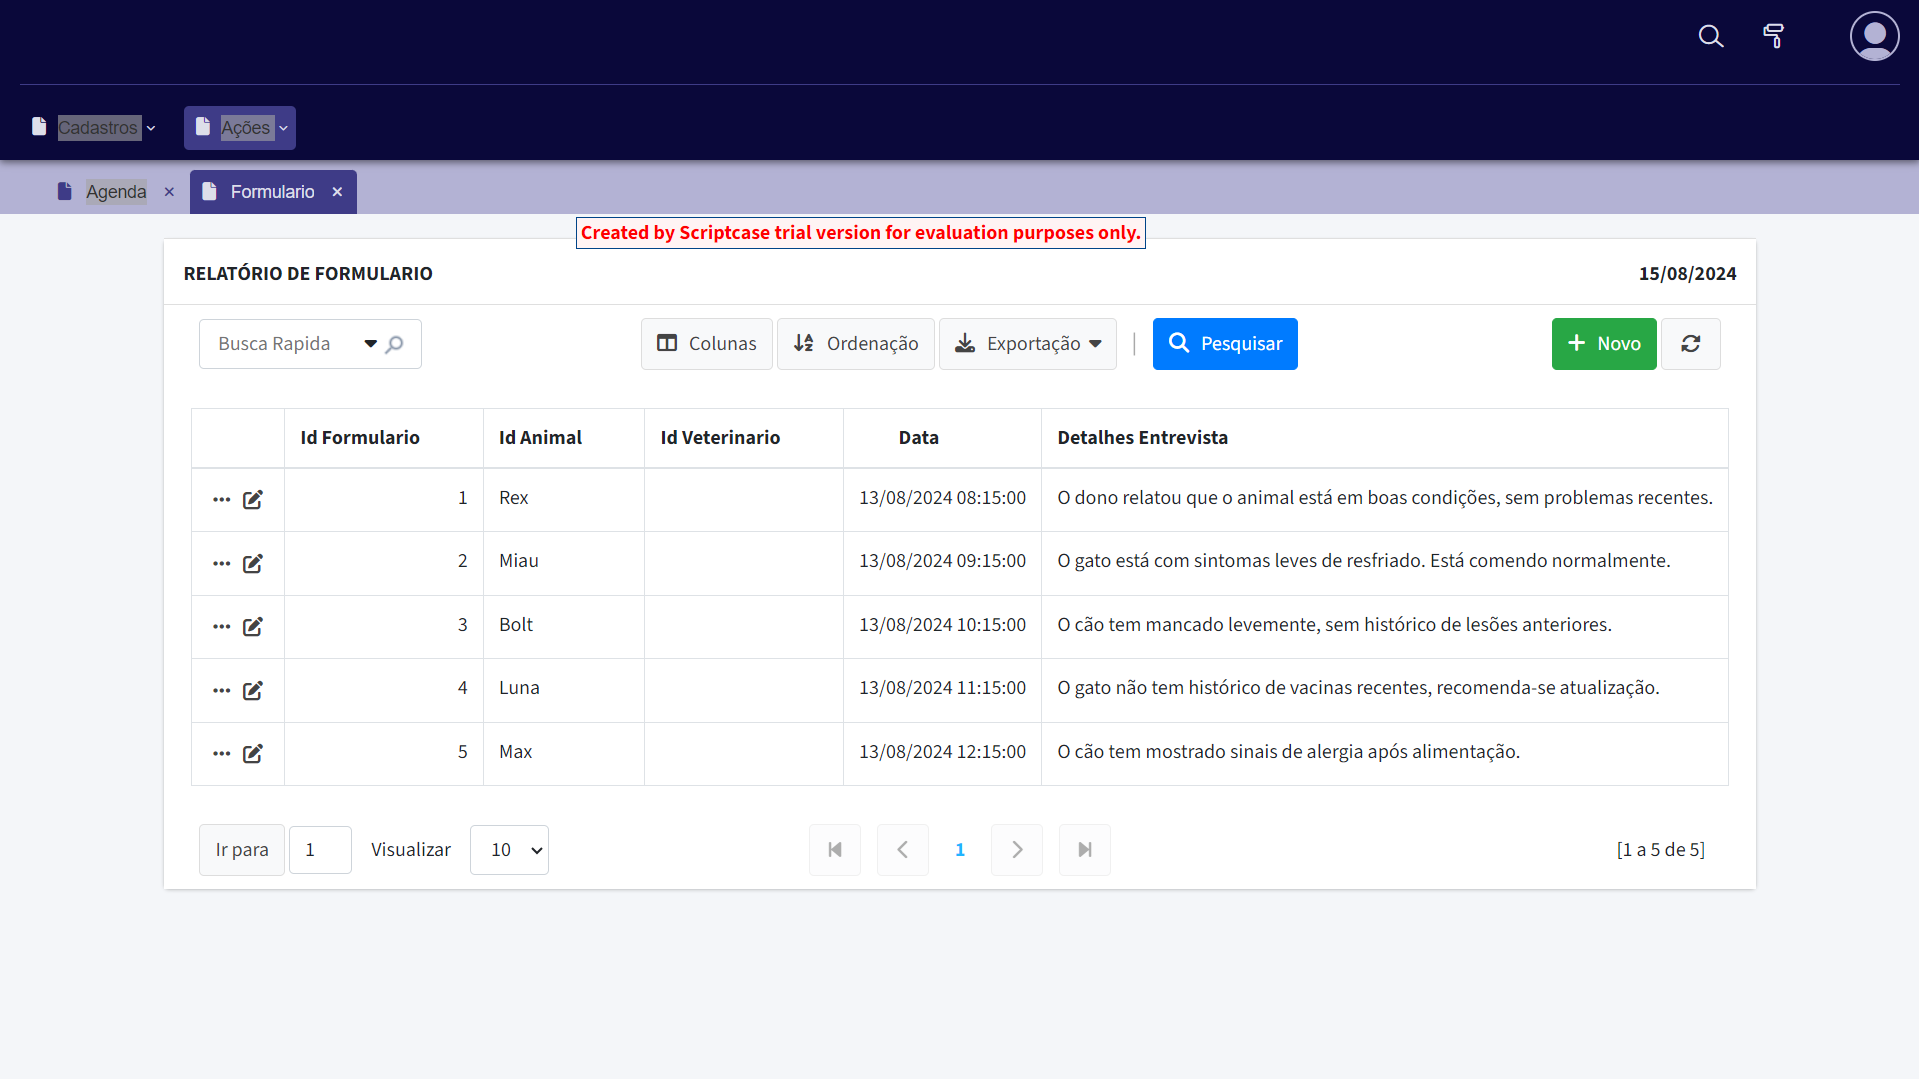 Cadastros
Ações
Agenda
Formulario
Created by Scriptcase trial version for evaluation purposes only.
RELATÓRIO DE FORMULARIO
15/08/2024
Busca Rapida
Colunas
Ordenação
Exportação
Pesquisar
Novo
Id Formulario Id Animal Id Veterinario Data Detalhes Entrevista
1 Rex 13/08/2024 08:15:00 O dono relatou que o animal está em boas condições, sem problemas recentes.
2 Miau 13/08/2024 09:15:00 O gato está com sintomas leves de resfriado. Está comendo normalmente.
3 Bolt 13/08/2024 10:15:00 O cão tem mancado levemente, sem histórico de lesões anteriores.
4 Luna 13/08/2024 11:15:00 O gato não tem histórico de vacinas recentes, recomenda-se atualização.
5 Max 13/08/2024 12:15:00 O cão tem mostrado sinais de alergia após alimentação.
Ir para 1 Visualizar 10 1 [1 a 5 de 5]